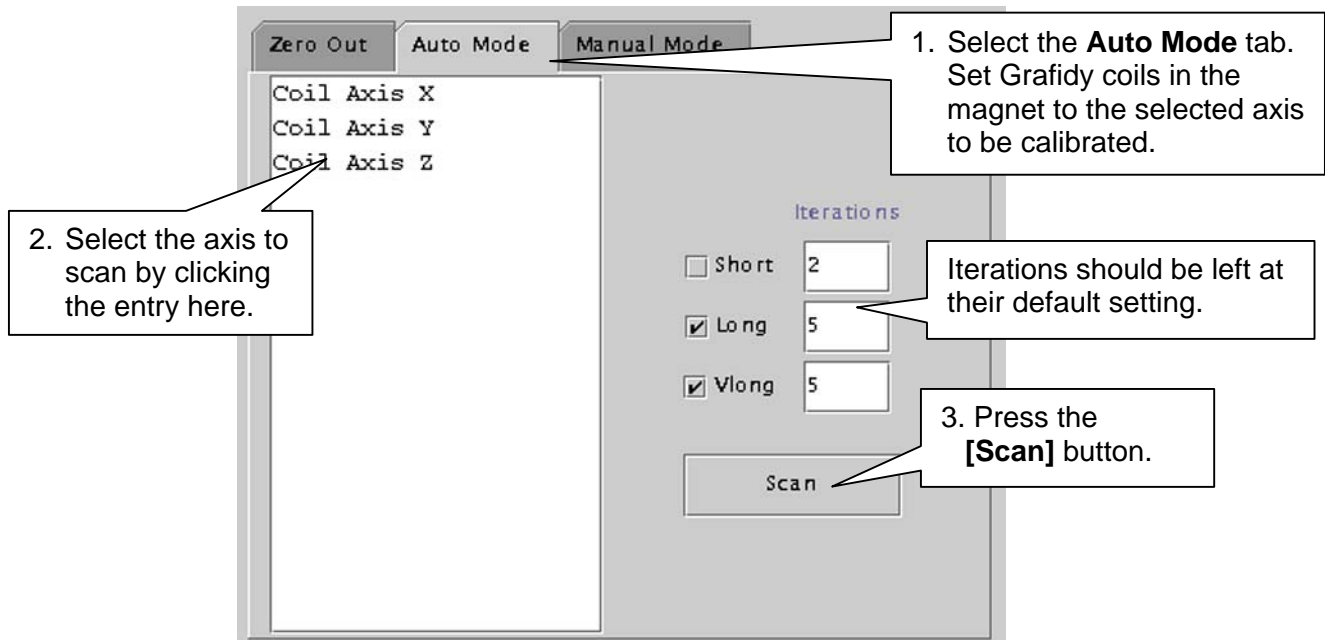 Zero Out Auto Mode Manual Mode
1. Select the Auto Mode tab.
Set Grafidy coils in the
magnet to the selected axis
to be calibrated.
Coil Axis X
Coil Axis Y
Coil Axis Z
2. Select the axis to
scan by clicking
the entry here.
Iterations
Short 2
Long 5
Vlong 5
Iterations should be left at
their default setting.
3. Press the
[Scan] button.
Scan